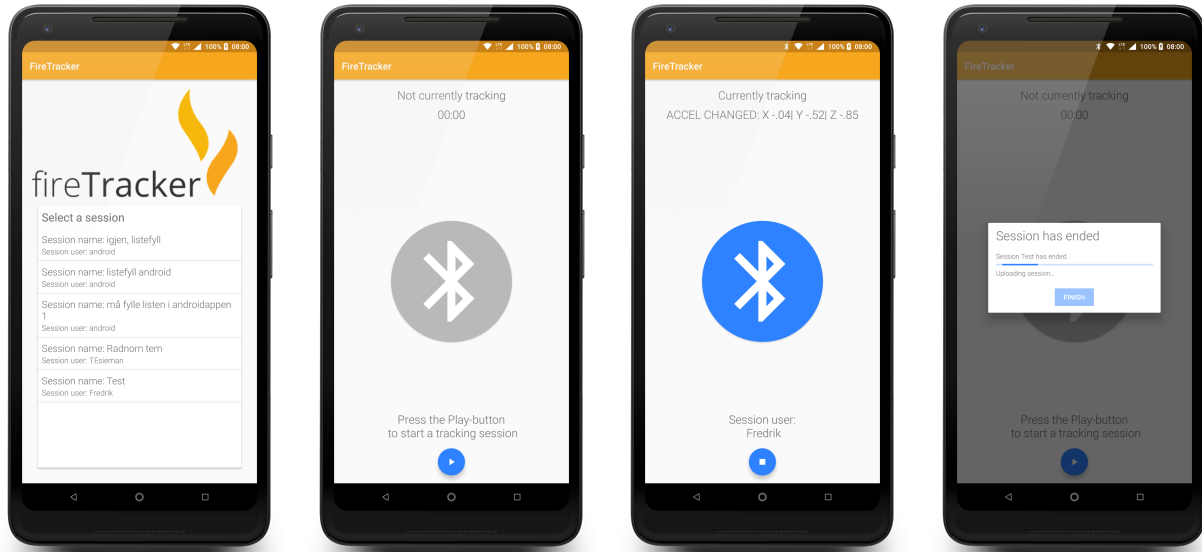 LTE 100% 08:00
FireTracker
fireTracker
Select a session
Session name: igjen, listefyll
Session user: android
Session name: listefyll android
Session user: android
Session name: må fylle listen i androidappen
1
Session user: android
Session name: Radnom tem
Session user: TEsieman
Session name: Test
Session user: Fredrik
LTE 100% 08:00
FireTracker
Not currently tracking
00:00
Press the Play-button
to start a tracking session
LTE 100% 08:00
FireTracker
Currently tracking
ACCEL CHANGED: X -.04| Y -.52| Z -.85
Session user:
Fredrik
LTE 100% 08:00
FireTracker
Not currently tracking
00:00
Session has ended
Session Test has ended.
Uploading session...
FINISH
Press the Play-button
to start a tracking session